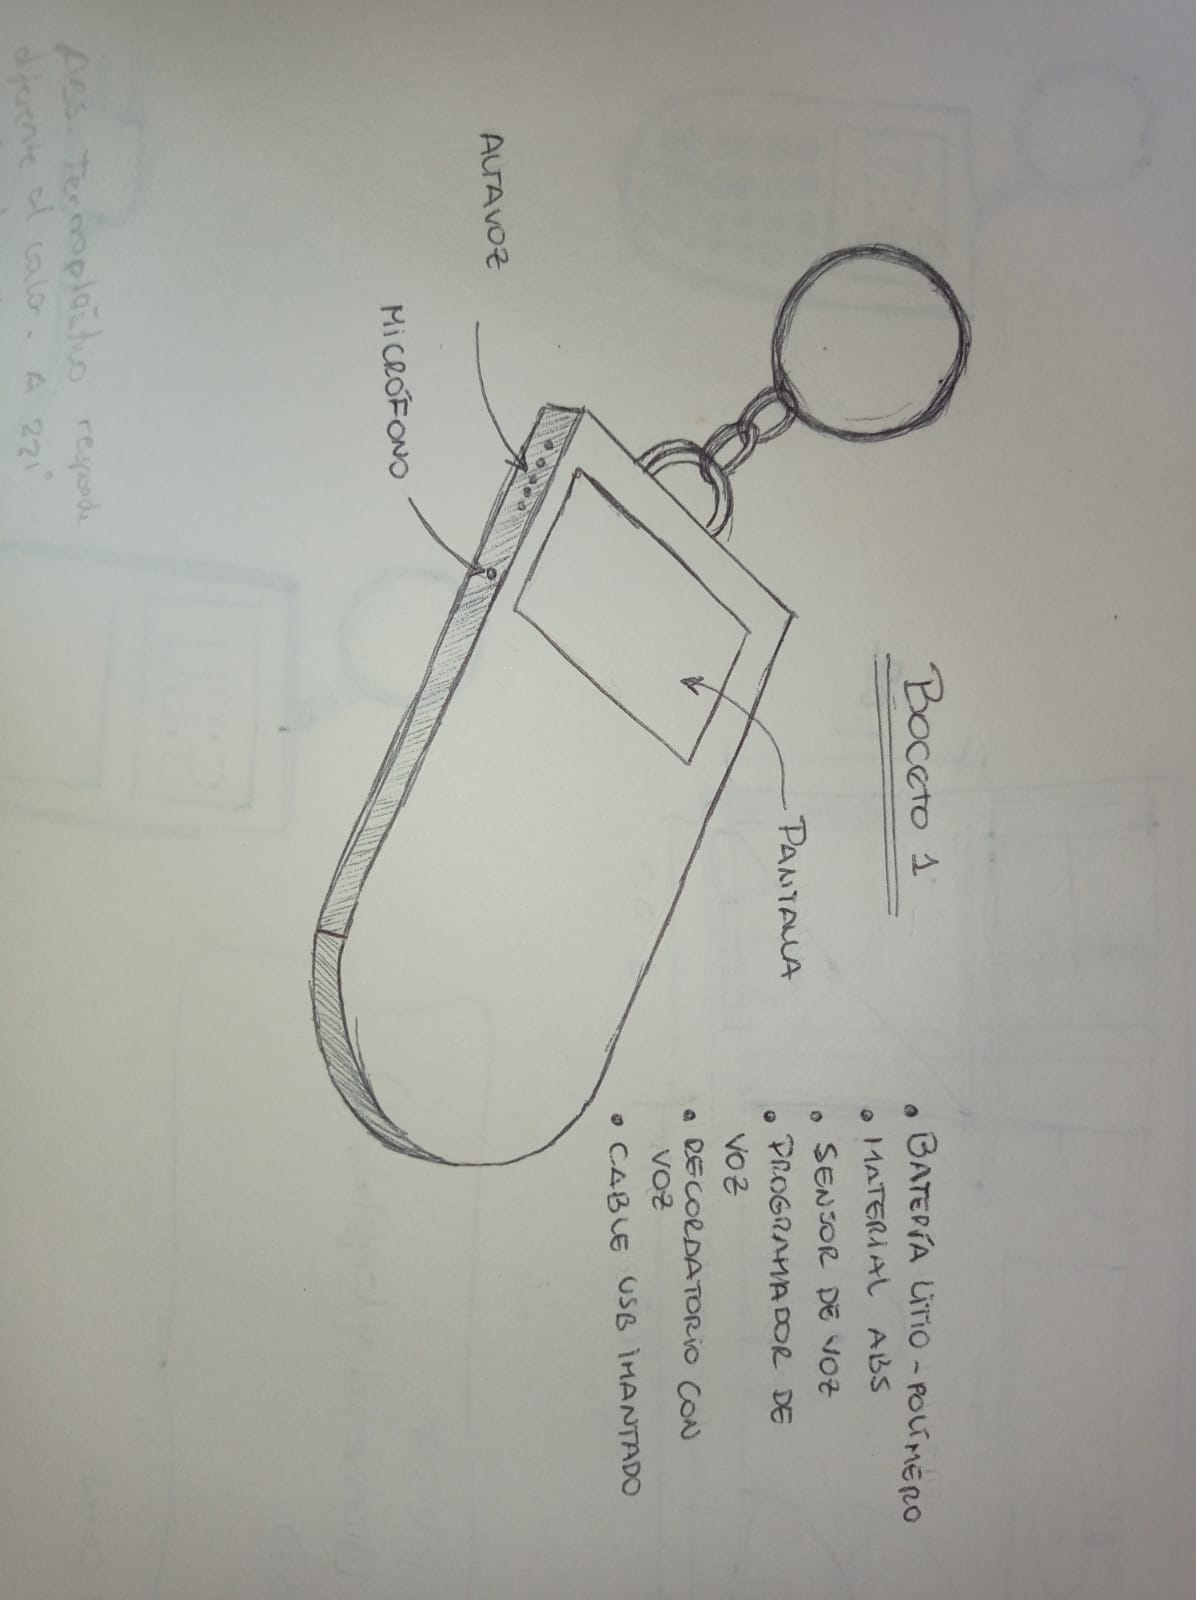 BOCETO 1
• BATERÍA LITIO-POLÍMERO
• MATERIAL ABS
• SENSOR DE VOZ
• PROGRAMADOR DE
VOZ
• RECORDATORIO CON
VOZ
• CABLE USB IMANTADO
PANTALLA
ALTAVOZ
MICRÓFONO
ABS. Termoplástico responde
diferente al calor. A 221°